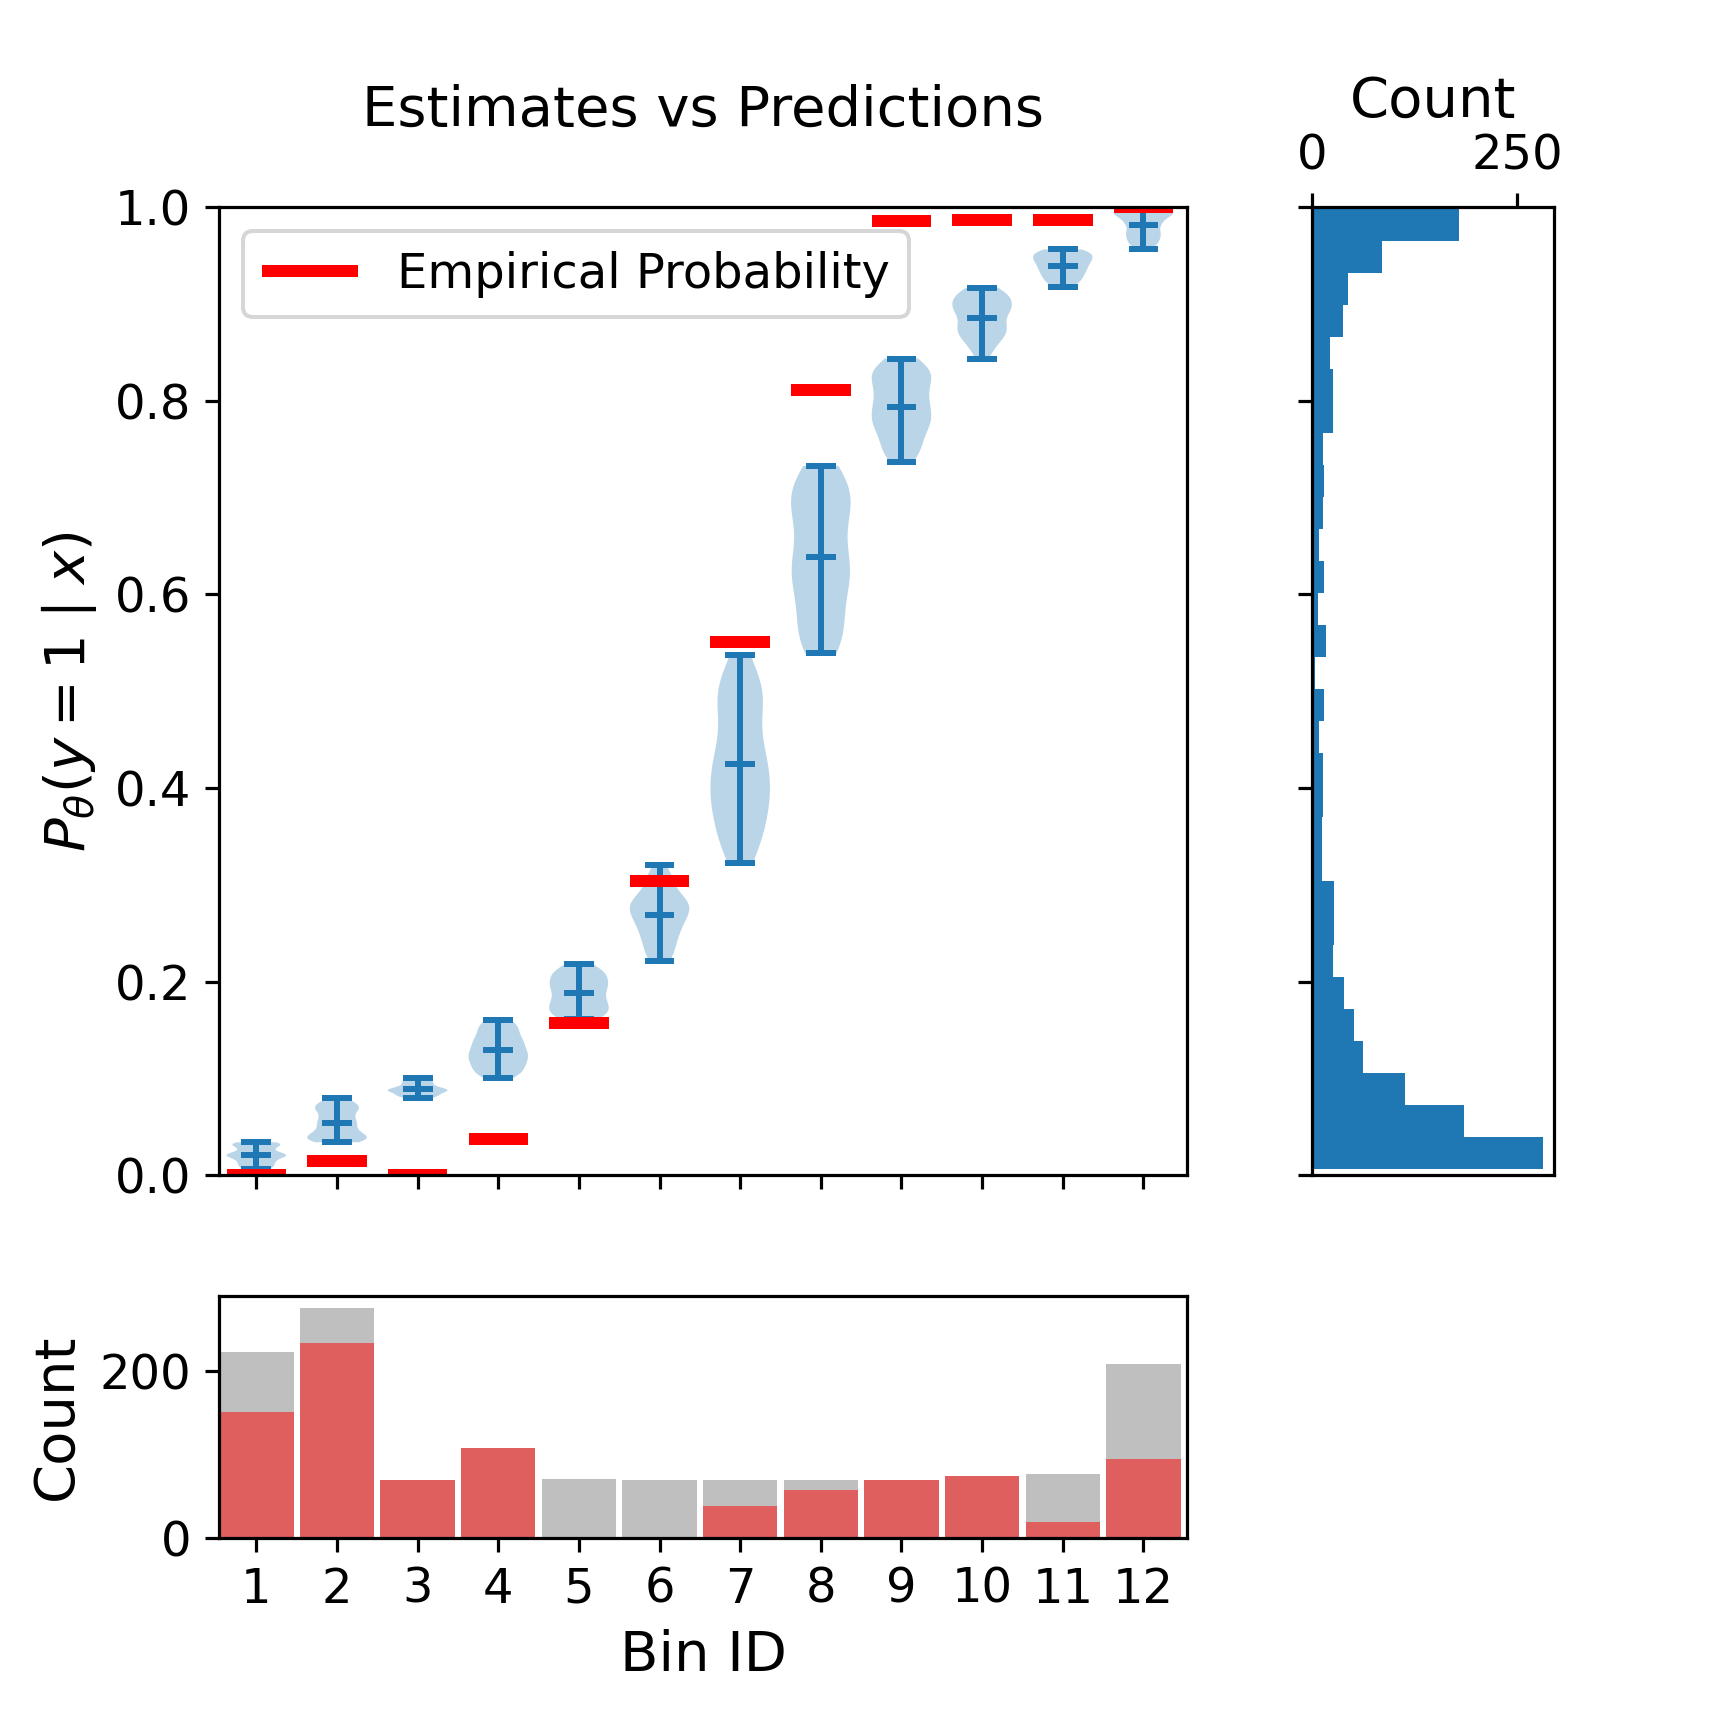 Estimates vs Predictions
Count
0 250
1.0
0.8
0.6
0.4
0.2
0.0
P_θ(y = 1 | x)
Empirical Probability
Count
200
0
1 2 3 4 5 6 7 8 9 10 11 12
Bin ID